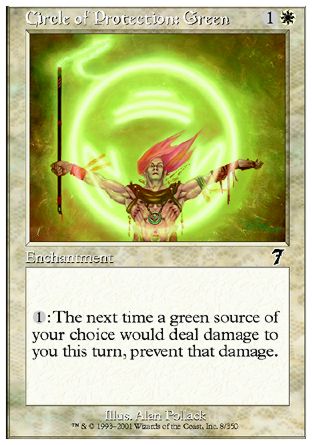 Circle of Protection: Green 1
Enchantment 7
1:The next time a green source of
your choice would deal damage to
you this turn, prevent that damage.
Illus. Alan Pollack
™ & © 1993-2001 Wizards of the Coast, Inc. 8/350